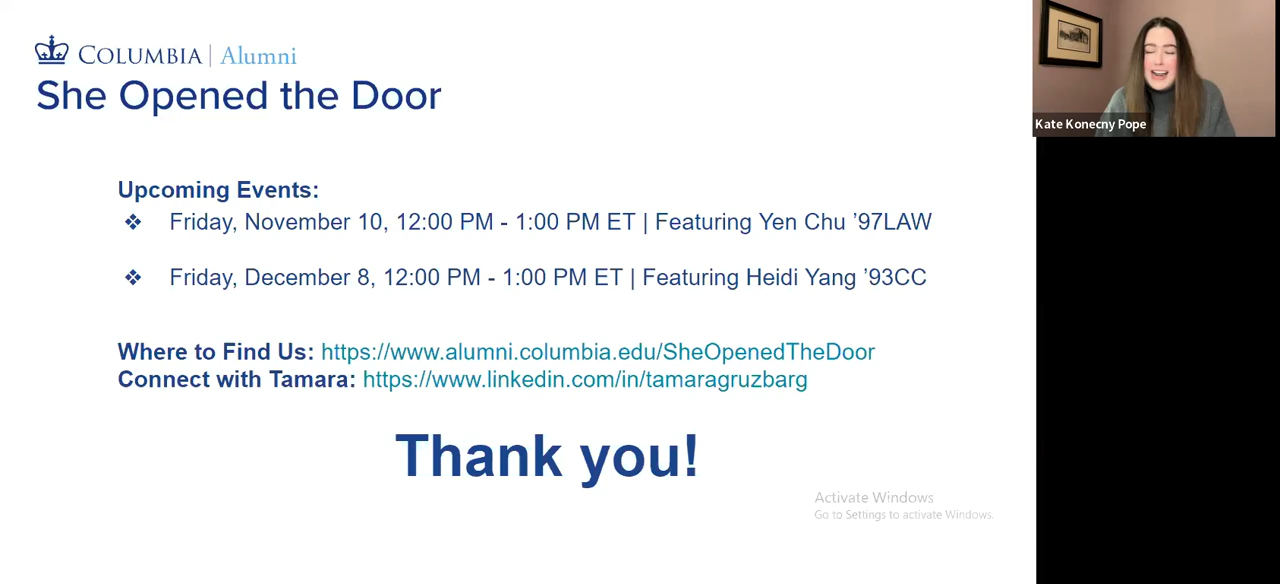 COLUMBIA | Alumni
She Opened the Door
Kate Konecny Pope
Upcoming Events:
❖ Friday, November 10, 12:00 PM - 1:00 PM ET | Featuring Yen Chu ’97LAW
❖ Friday, December 8, 12:00 PM - 1:00 PM ET | Featuring Heidi Yang ’93CC
Where to Find Us: https://www.alumni.columbia.edu/SheOpenedTheDoor
Connect with Tamara: https://www.linkedin.com/in/tamaragruzbarg
Thank you!
Activate Windows
Go to Settings to activate Windows.